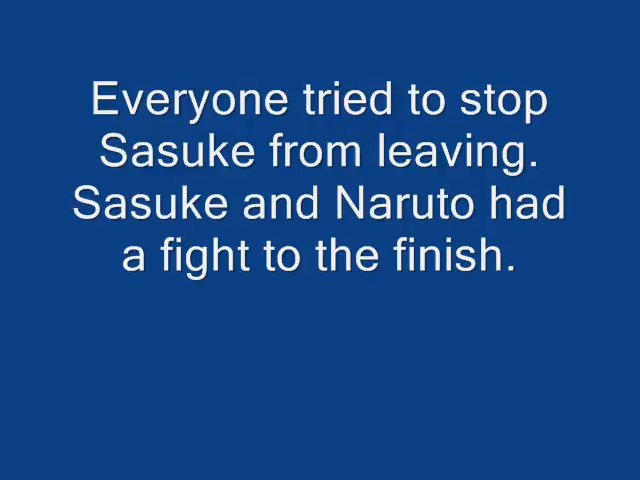 Everyone tried to stop
Sasuke from leaving.
Sasuke and Naruto had
a fight to the finish.